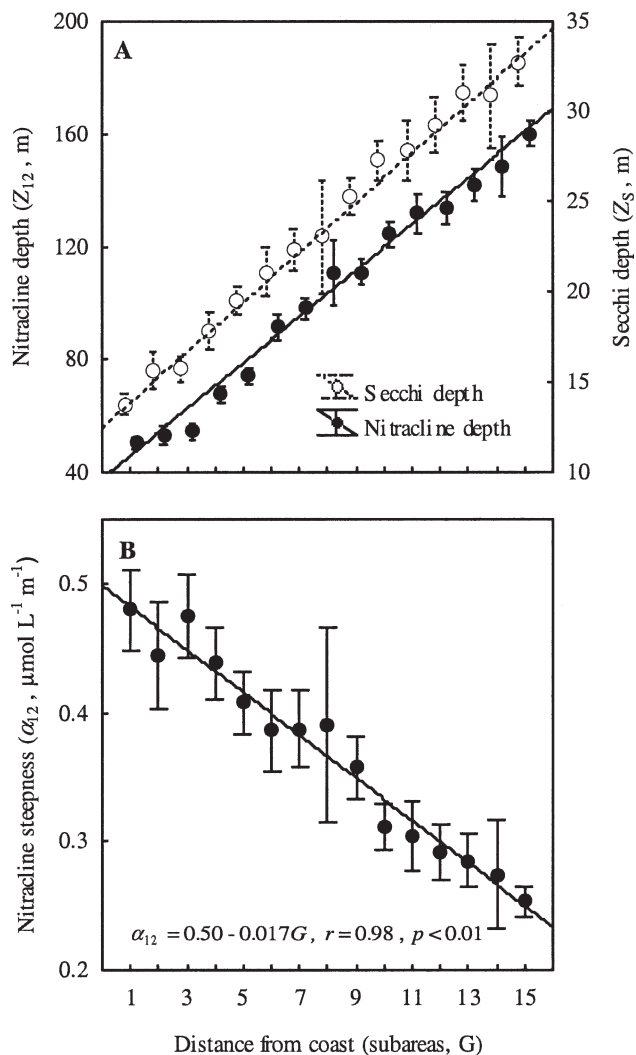 A
Nitracline depth (Z12 , m)
200
160
120
80
40
Secchi depth (ZS , m)
35
30
25
20
15
10
Secchi depth
Nitracline depth
B
Nitracline steepness (α12 , μmol L-1 m-1)
0.5
0.4
0.3
0.2
α12 = 0.50 - 0.017G , r = 0.98 , p < 0.01
1 3 5 7 9 11 13 15
Distance from coast (subareas, G)